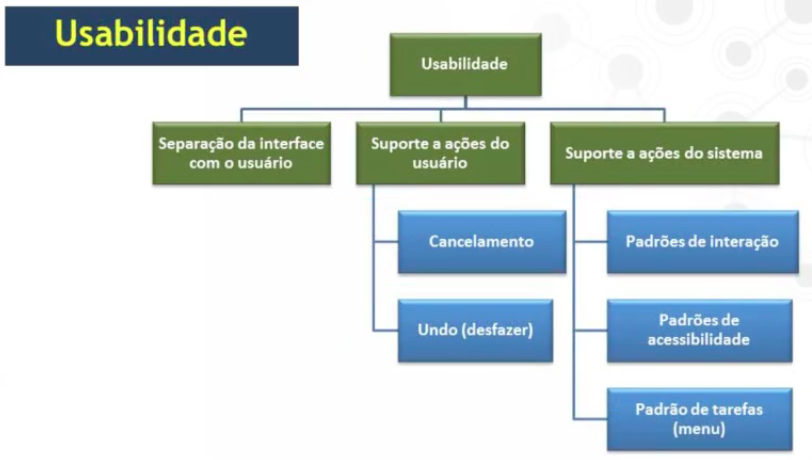 Usabilidade
Usabilidade
Separação da interface
com o usuário
Suporte a ações do
usuário
Suporte a ações do sistema
Cancelamento
Undo (desfazer)
Padrões de interação
Padrões de
acessibilidade
Padrão de tarefas
(menu)